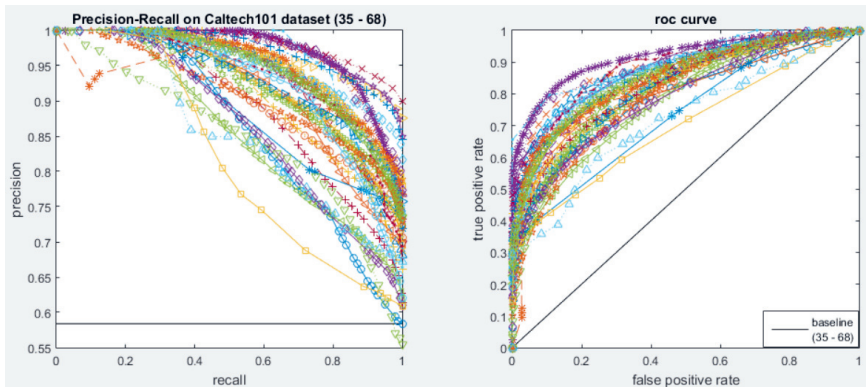 Precision-Recall on Caltech101 dataset (35 - 68)
precision
1
0.95
0.9
0.85
0.8
0.75
0.7
0.65
0.6
0.55
0 0.2 0.4 0.6 0.8 1
recall
roc curve
true positive rate
1
0.9
0.8
0.7
0.6
0.5
0.4
0.3
0.2
0.1
0
0 0.2 0.4 0.6 0.8 1
false positive rate
baseline
(35 - 68)